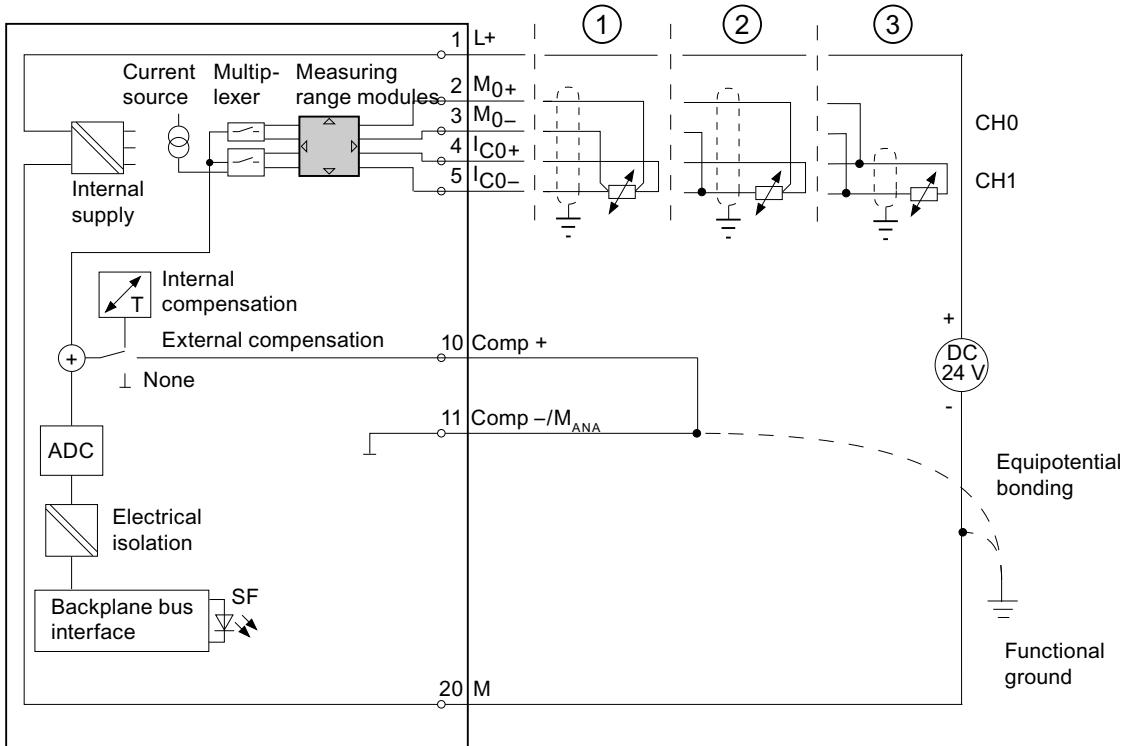 1 2 3
1 L+
Current
source
Multip-
lexer
Measuring
range modules
2 M0+
3 M0–
4 IC0+
5 IC0–
CH0
CH1
Internal
supply
Internal
compensation
T
External compensation
10 Comp +
+
None
+
DC
24 V
-
11 Comp –/MANA
ADC
Equipotential
bonding
Electrical
isolation
Backplane bus
interface
SF
Functional
ground
20 M